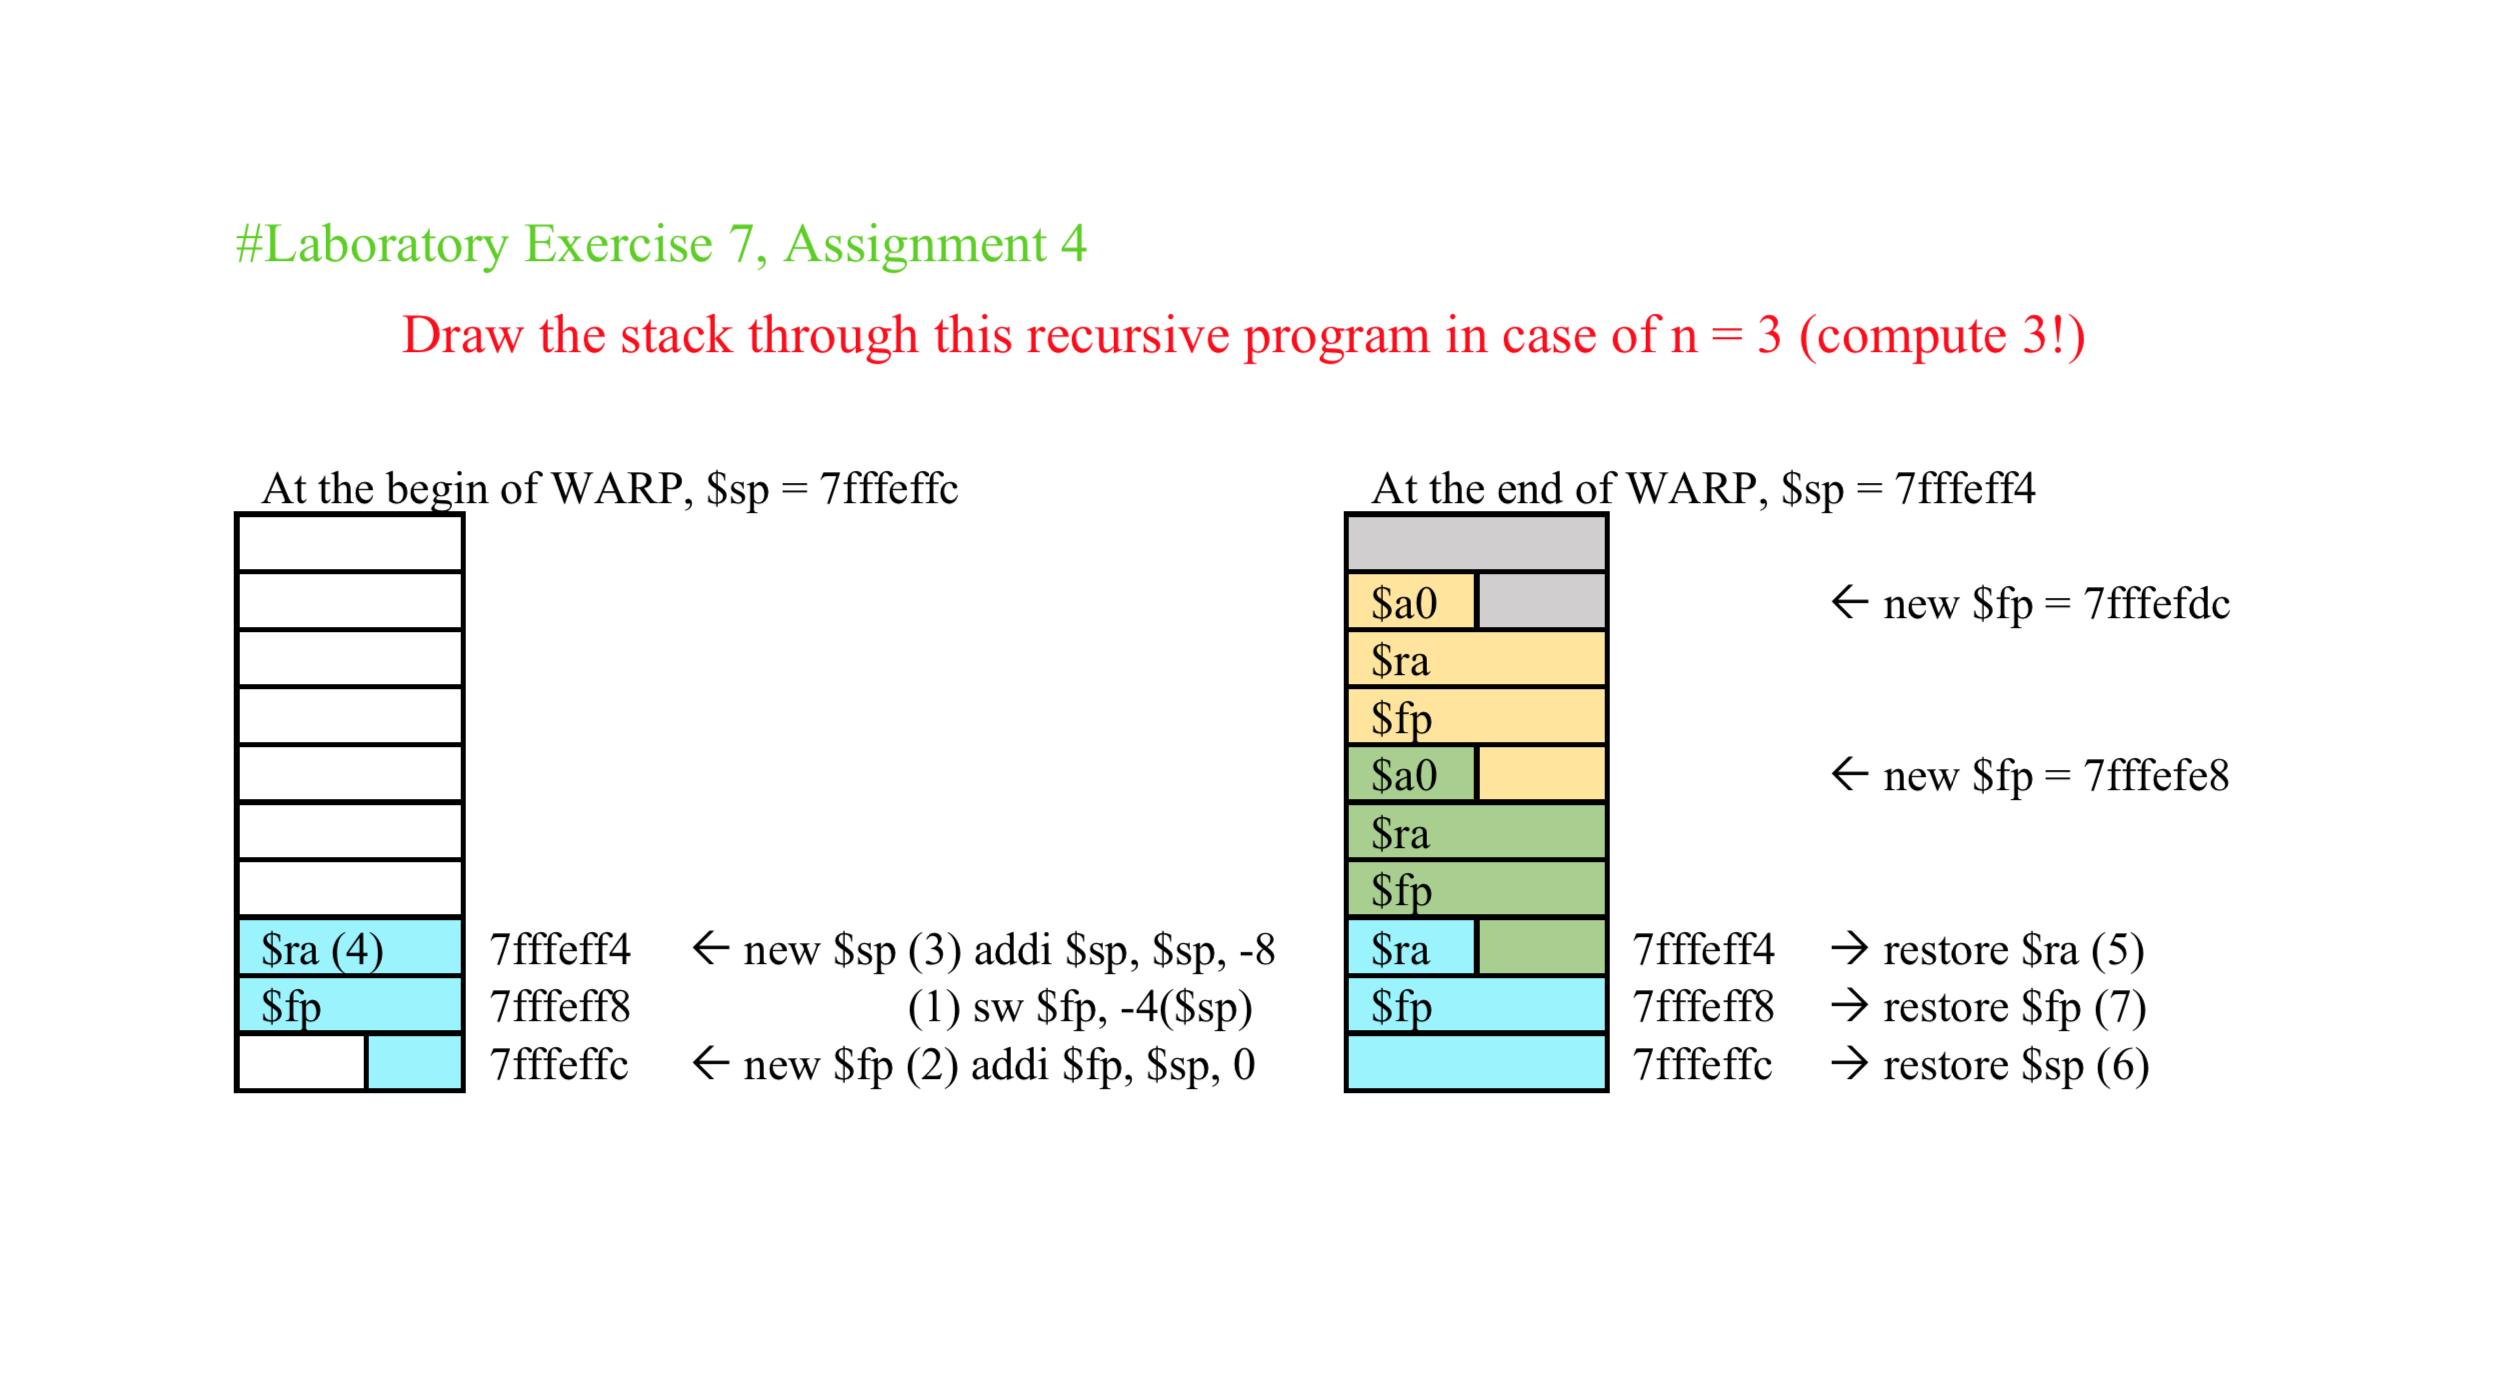 #Laboratory Exercise 7, Assignment 4
Draw the stack through this recursive program in case of n = 3 (compute 3!)
At the begin of WARP, $sp = 7fffeffc
$ra (4) 7fffeff4 ← new $sp (3) addi $sp, $sp, -8
$fp 7fffeff8 (1) sw $fp, -4($sp)
7fffeffc ← new $fp (2) addi $fp, $sp, 0
At the end of WARP, $sp = 7fffeff4
$a0 ← new $fp = 7fffefdc
$ra
$fp
$a0 ← new $fp = 7fffefe8
$ra
$fp
$ra 7fffeff4 → restore $ra (5)
$fp 7fffeff8 → restore $fp (7)
7fffeffc → restore $sp (6)